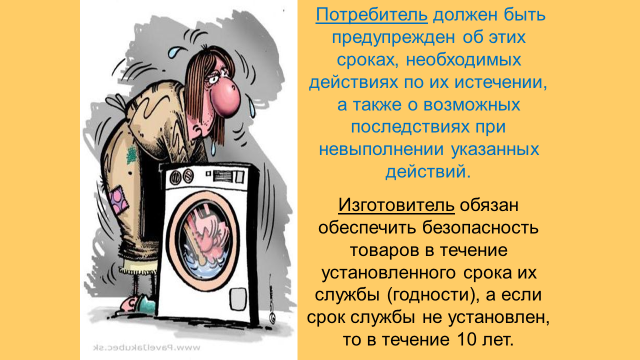 Потребитель должен быть
предупрежден об этих
сроках, необходимых
действиях по их истечении,
а также о возможных
последствиях при
невыполнении указанных
действий.
Изготовитель обязан
обеспечить безопасность
товаров в течение
установленного срока их
службы (годности), а если
срок службы не установлен,
то в течение 10 лет.
www.PavelJakubec.sk